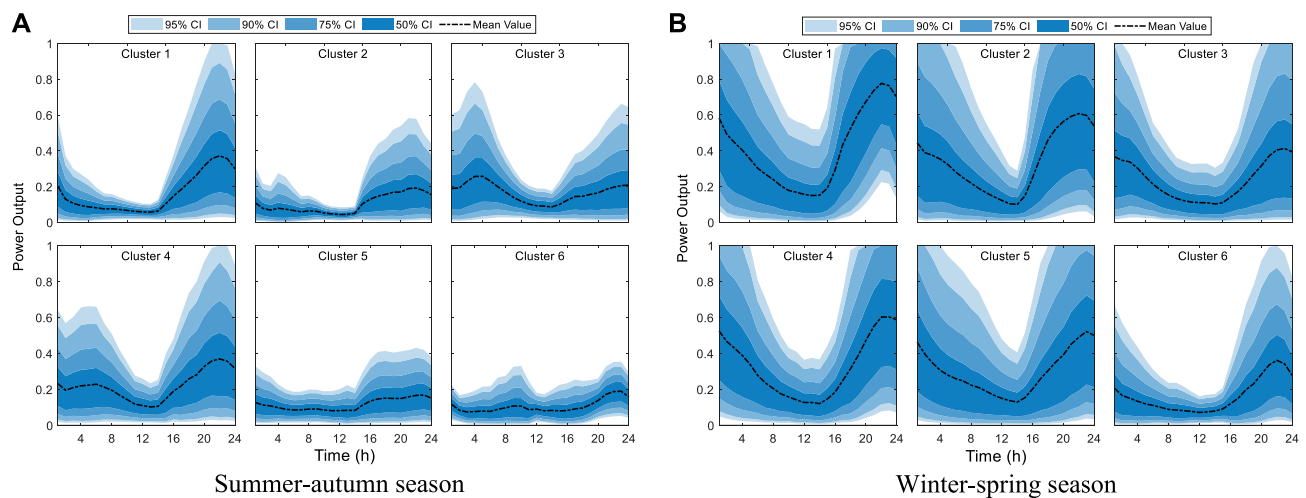 A
95% CI 90% CI 75% CI 50% CI Mean Value
Cluster 1 Cluster 2 Cluster 3
1
0.8
0.6
0.4
0.2
0
Cluster 4 Cluster 5 Cluster 6
1
0.8
0.6
0.4
0.2
0
Power Output
4 8 12 16 20 24 4 8 12 16 20 24 4 8 12 16 20 24
Time (h)
Summer-autumn season
B
95% CI 90% CI 75% CI 50% CI Mean Value
Cluster 1 Cluster 2 Cluster 3
1
0.8
0.6
0.4
0.2
0
Cluster 4 Cluster 5 Cluster 6
1
0.8
0.6
0.4
0.2
0
Power Output
4 8 12 16 20 24 4 8 12 16 20 24 4 8 12 16 20 24
Time (h)
Winter-spring season